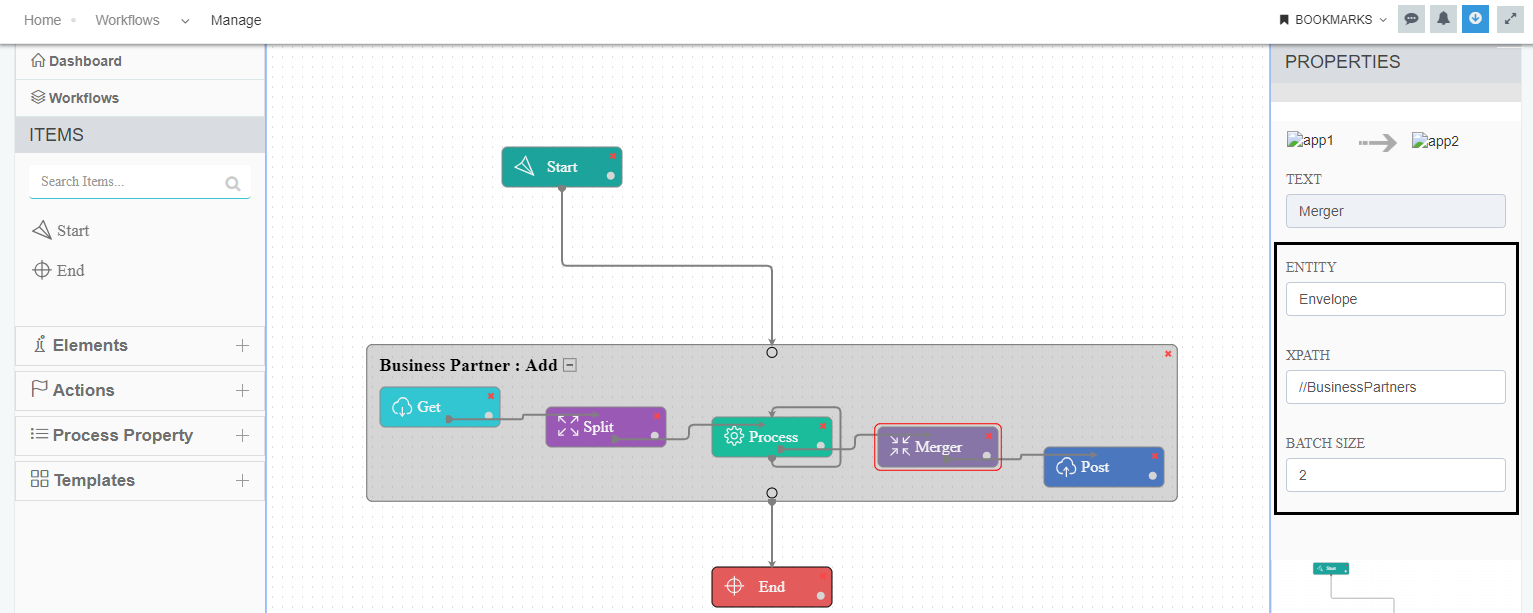 Home • Workflows Manage
BOOKMARKS
Dashboard
Workflows
ITEMS
Search Items...
Start
End
Elements
Actions
Process Property
Templates
Start
Business Partner : Add
Get
Split
Process
Merger
Post
End
PROPERTIES
app1 app2
TEXT
Merger
ENTITY
Envelope
XPATH
//BusinessPartners
BATCH SIZE
2
Start